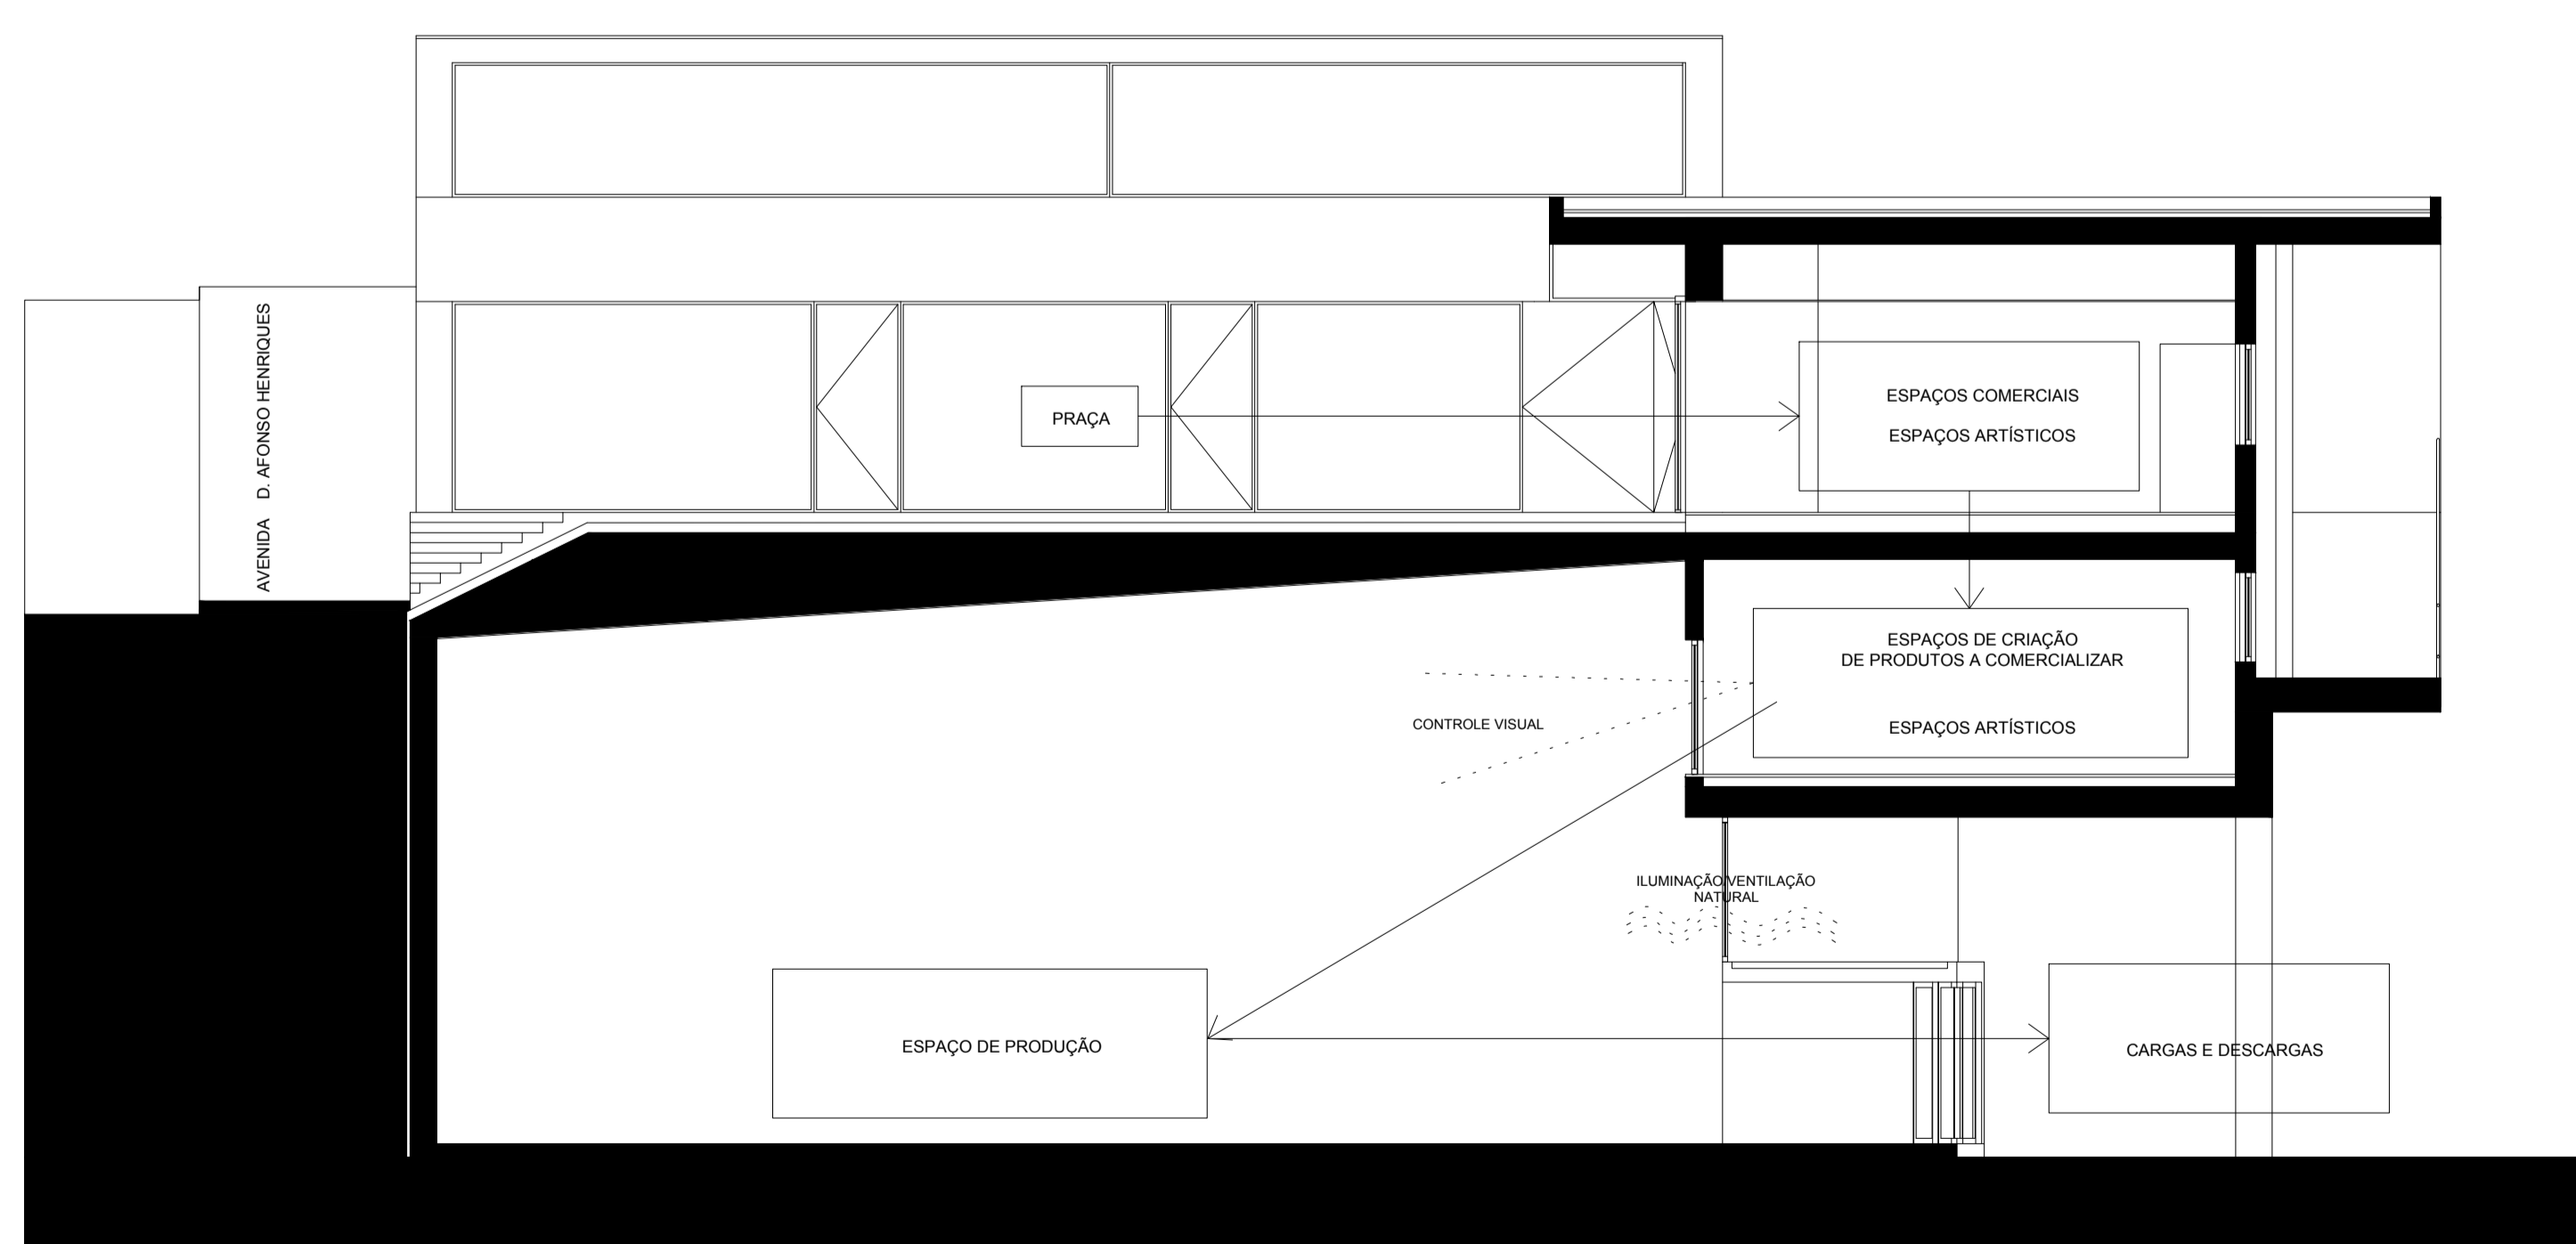 AVENIDA D. AFONSO HENRIQUES
PRAÇA
ESPAÇOS COMERCIAIS
ESPAÇOS ARTÍSTICOS
ESPAÇOS DE CRIAÇÃO
DE PRODUTOS A COMERCIALIZAR
ESPAÇOS ARTÍSTICOS
CONTROLE VISUAL
ILUMINAÇÃO/VENTILAÇÃO
NATURAL
ESPAÇO DE PRODUÇÃO
CARGAS E DESCARGAS